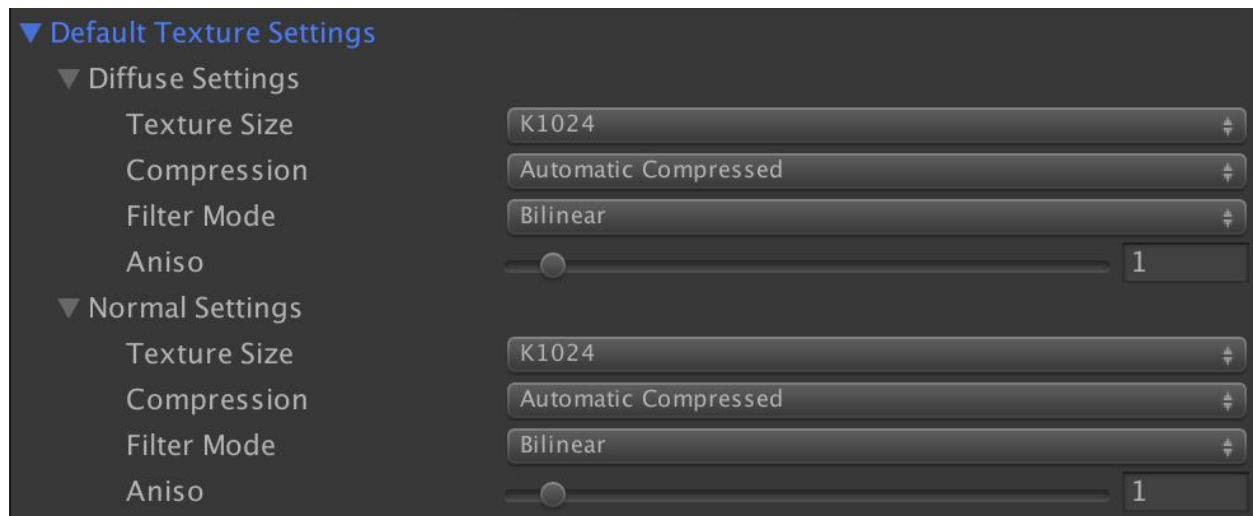 Default Texture Settings
Diffuse Settings
Texture Size K1024
Compression Automatic Compressed
Filter Mode Bilinear
Aniso 1
Normal Settings
Texture Size K1024
Compression Automatic Compressed
Filter Mode Bilinear
Aniso 1